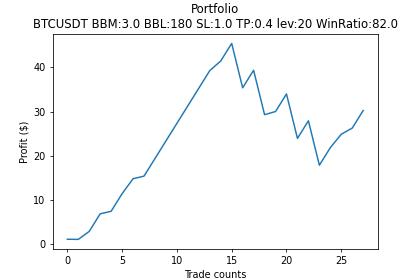 Portfolio
BTCUSDT BBM:3.0 BBL:180 SL:1.0 TP:0.4 lev:20 WinRatio:82.0
40
30
20
10
0
Profit ($)
0 5 10 15 20 25
Trade counts